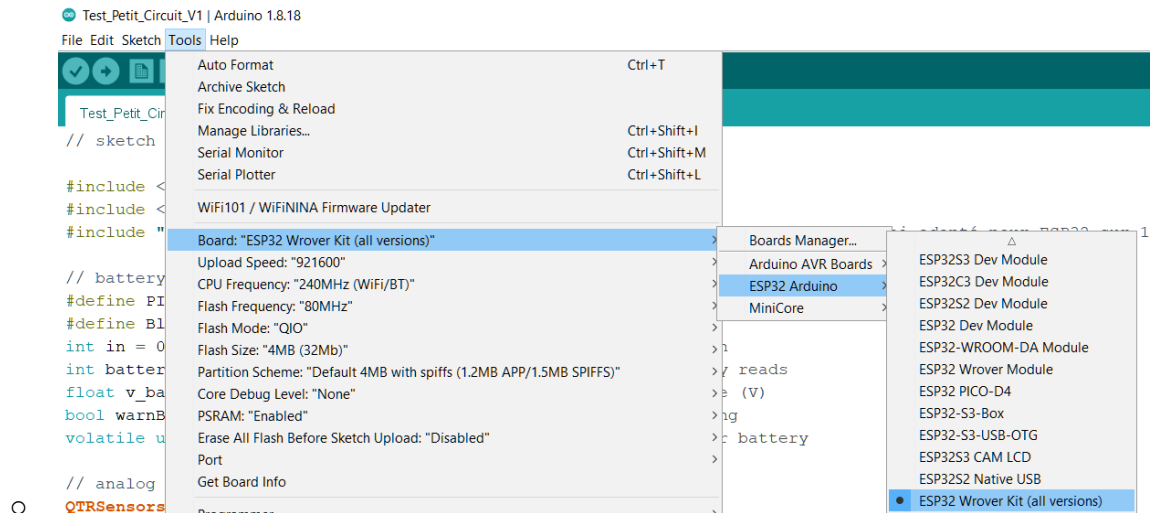 Test_Petit_Circuit_V1 | Arduino 1.8.18
File Edit Sketch Tools Help
Auto Format Ctrl+T
Archive Sketch
Fix Encoding & Reload
Manage Libraries... Ctrl+Shift+I
Serial Monitor Ctrl+Shift+M
Serial Plotter Ctrl+Shift+L
WiFi101 / WiFiNINA Firmware Updater
Board: "ESP32 Wrover Kit (all versions)"
Upload Speed: "921600"
CPU Frequency: "240MHz (WiFi/BT)"
Flash Frequency: "80MHz"
Flash Mode: "QIO"
Flash Size: "4MB (32Mb)"
Partition Scheme: "Default 4MB with spiffs (1.2MB APP/1.5MB SPIFFS)"
Core Debug Level: "None"
PSRAM: "Enabled"
Erase All Flash Before Sketch Upload: "Disabled"
Port
Get Board Info
Boards Manager...
Arduino AVR Boards
ESP32 Arduino
MiniCore
ESP32S3 Dev Module
ESP32C3 Dev Module
ESP32S2 Dev Module
ESP32 Dev Module
ESP32-WROOM-DA Module
ESP32 Wrover Module
ESP32 PICO-D4
ESP32-S3-Box
ESP32-S3-USB-OTG
ESP32S3 CAM LCD
ESP32S2 Native USB
ESP32 Wrover Kit (all versions)
Test_Petit_Cir
// sketch
#include <
#include <
#include "
// battery
#define PI
#define Bl
int in = 0
int batter
reads
float v_ba
(V)
bool warnB
volatile u
battery
// analog
QTRSensors